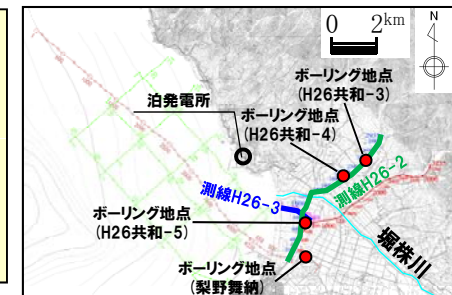 0 2km
N
ボーリング地点
(H26共和-3)
泊発電所
ボーリング地点
(H26共和-4)
測線H26-2
測線H26-3
ボーリング地点
(H26共和-5)
堀株川
ボーリング地点
(梨野舞納)